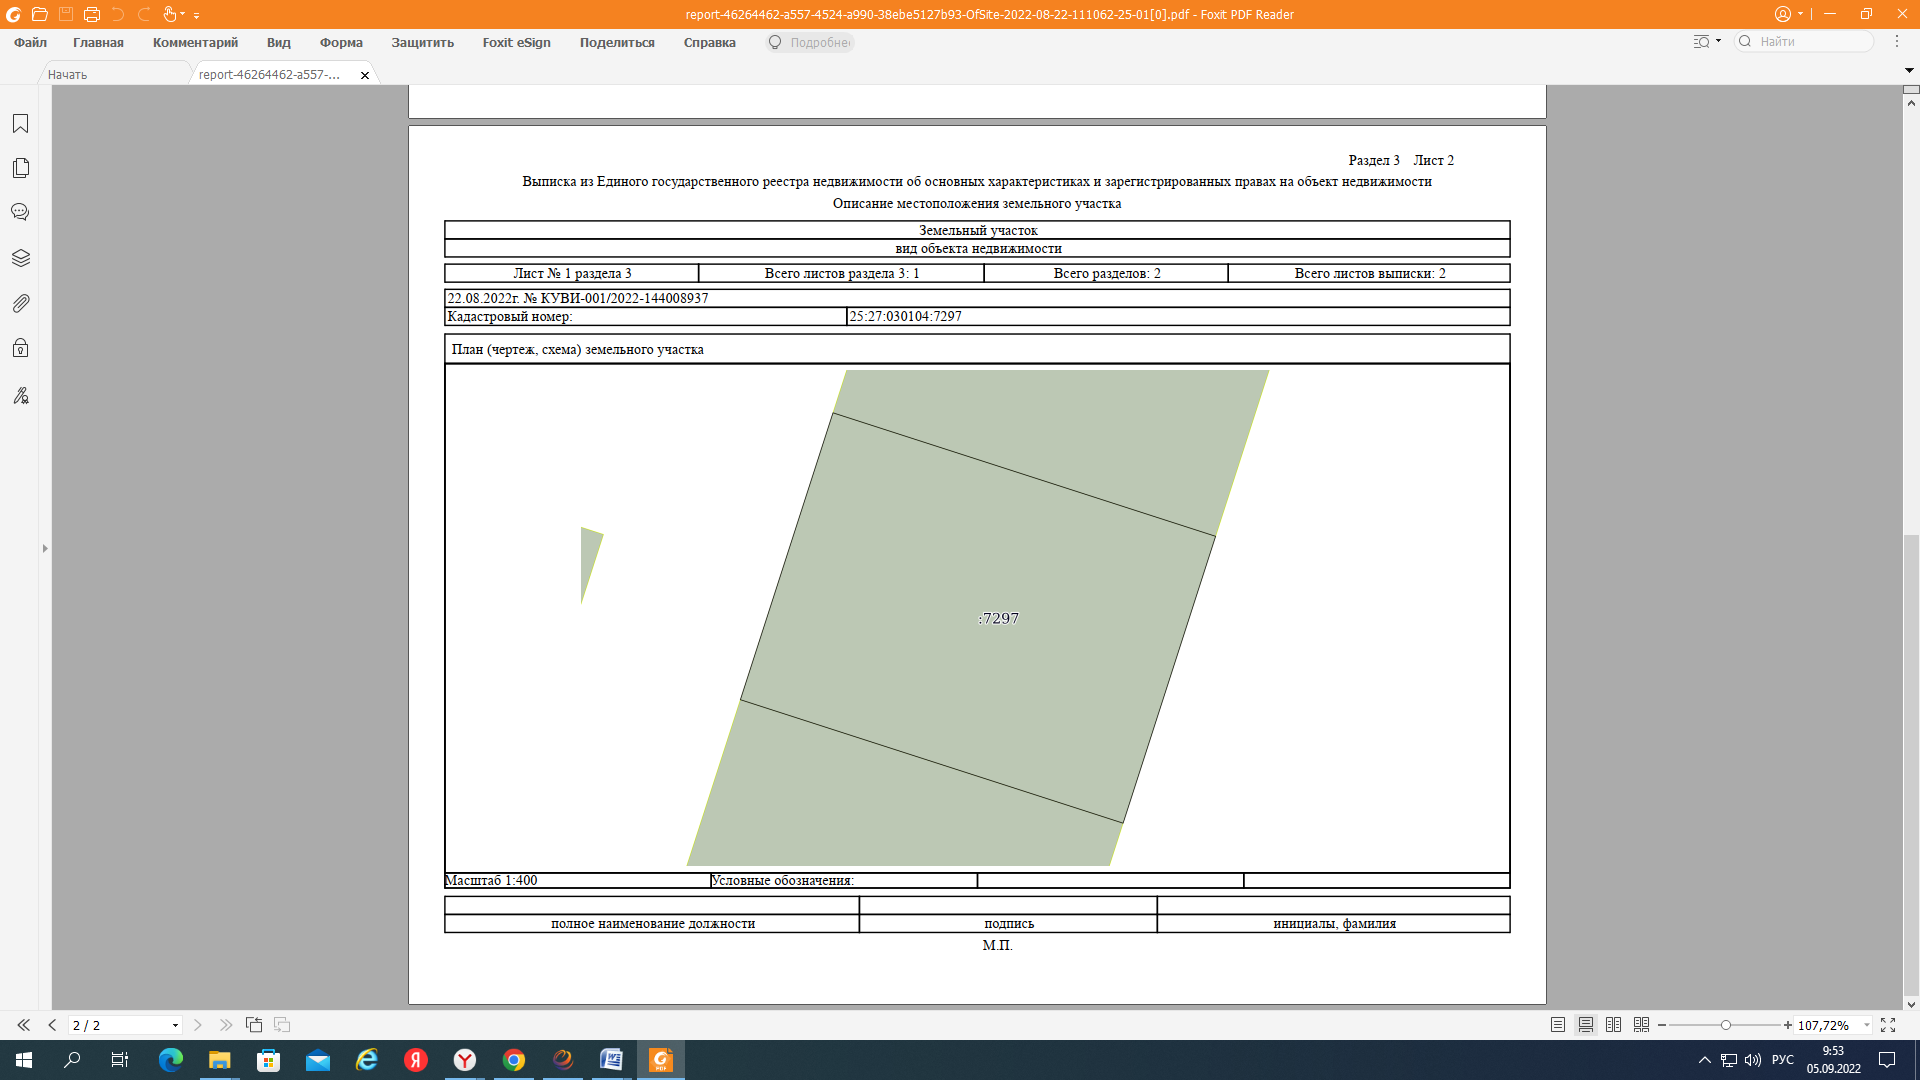 report-46264462-a557-4524-a990-38ebe5127b93-OfSite-2022-08-22-111062-25-01[0].pdf - Foxit PDF Reader
Файл Главная Комментарий Вид Форма Защитить Foxit eSign Поделиться Справка Подробнее Найти
Начать report-46264462-a557-...
Раздел 3 Лист 2
Выписка из Единого государственного реестра недвижимости об основных характеристиках и зарегистрированных правах на объект недвижимости
Описание местоположения земельного участка
Земельный участок
вид объекта недвижимости
Лист № 1 раздела 3 Всего листов раздела 3: 1 Всего разделов: 2 Всего листов выписки: 2
22.08.2022г. № КУВИ-001/2022-144008937
Кадастровый номер: 25:27:030104:7297
План (чертеж, схема) земельного участка
:7297
Масштаб 1:400 Условные обозначения:
полное наименование должности подпись инициалы, фамилия
М.П.
2 / 2 107,72%
РУС 9:53
05.09.2022